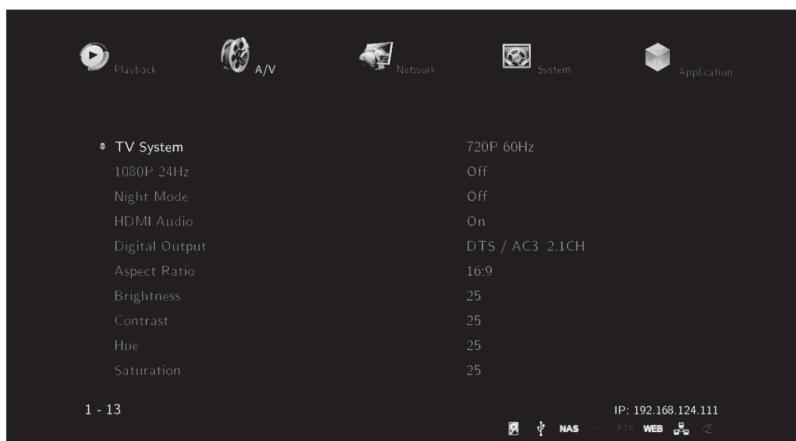 Playback A/V Network System Application
TV System 720P 60Hz
1080P 24Hz Off
Night Mode Off
HDMI Audio On
Digital Output DTS / AC3 2.1CH
Aspect Ratio 16:9
Brightness 25
Contrast 25
Hue 25
Saturation 25
1 - 13 IP: 192.168.124.111
NAS WEB